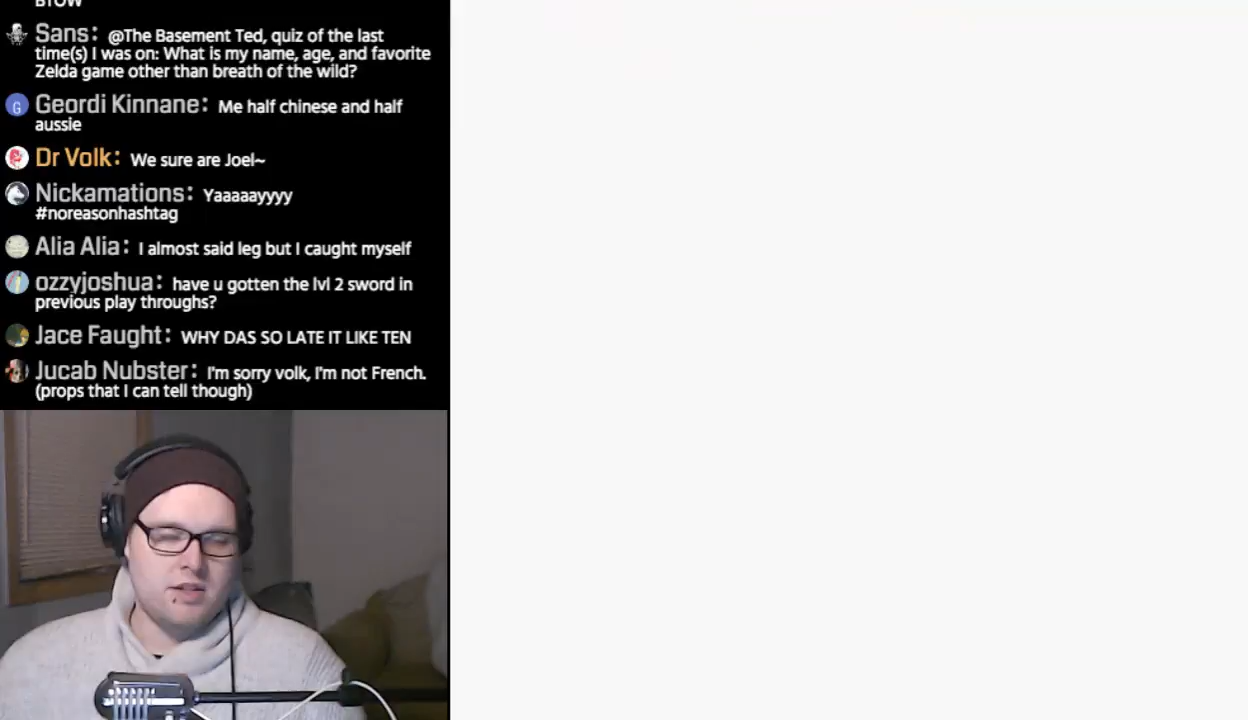 Sans: @The Basement Ted, quiz of the last
time(s) I was on: What is my name, age, and favorite
Zelda game other than breath of the wild?
G Geordi Kinnane: Me half chinese and half
aussie
Dr Volk: We sure are Joel~
Nickamations: Yaaaaayyyy
#noreasonhashtag
Alia Alia: I almost said leg but I caught myself
ozzyjoshua: have u gotten the lvl 2 sword in
previous play throughs?
Jace Faught: WHY DAS SO LATE IT LIKE TEN
Jucab Nubster: I'm sorry volk, I'm not French.
(props that I can tell though)